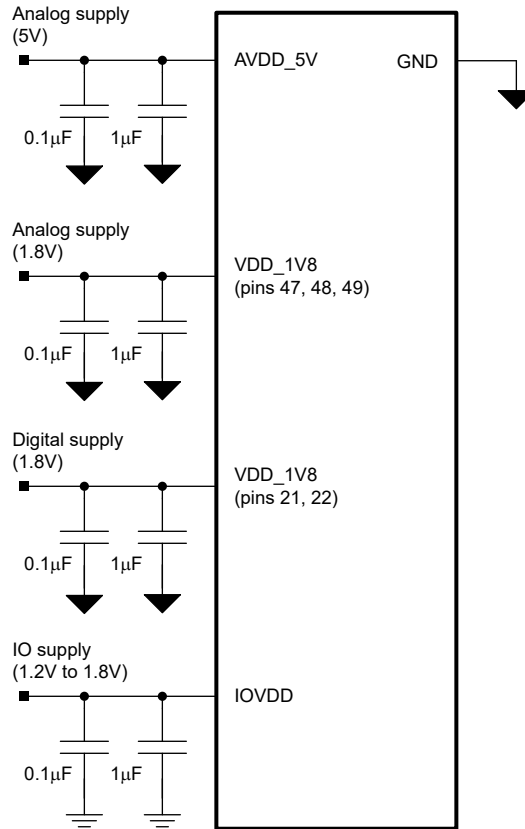 Analog supply
(5V)
AVDD_5V
GND
0.1μF
1μF
Analog supply
(1.8V)
VDD_1V8
(pins 47, 48, 49)
0.1μF
1μF
Digital supply
(1.8V)
VDD_1V8
(pins 21, 22)
0.1μF
1μF
IO supply
(1.2V to 1.8V)
IOVDD
0.1μF
1μF